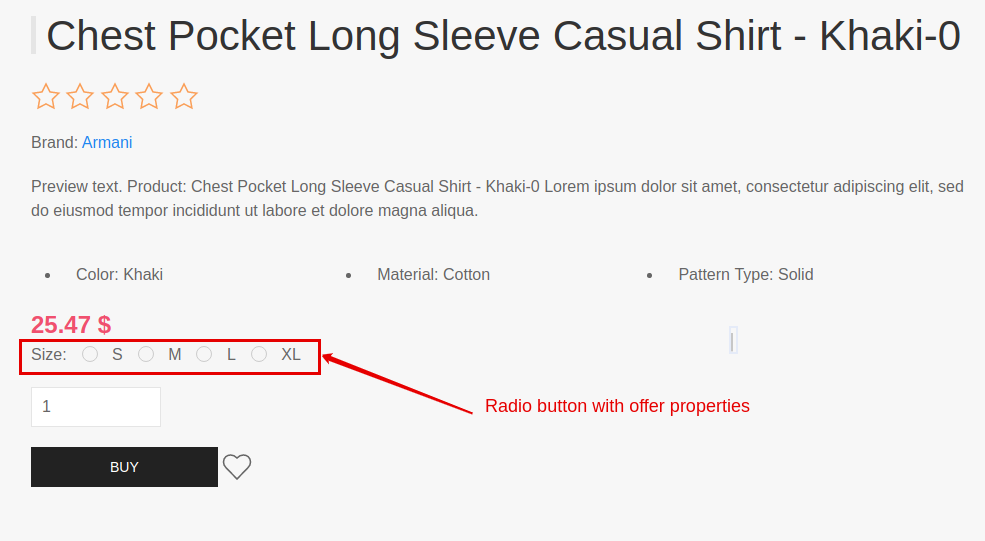 Chest Pocket Long Sleeve Casual Shirt - Khaki-0
Brand: Armani
Preview text. Product: Chest Pocket Long Sleeve Casual Shirt - Khaki-0 Lorem ipsum dolor sit amet, consectetur adipiscing elit, sed
do eiusmod tempor incididunt ut labore et dolore magna aliqua.
Color: Khaki
Material: Cotton
Pattern Type: Solid
25.47 $
Size: S M L XL
1
Radio button with offer properties
BUY